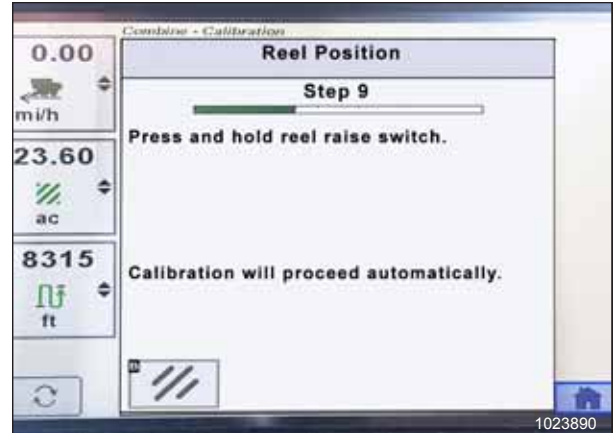 Combine - Calibration
Reel Position
Step 9
Press and hold reel raise switch.
Calibration will proceed automatically.
0.00
mi/h
23.60
ac
8315
ft
1023890